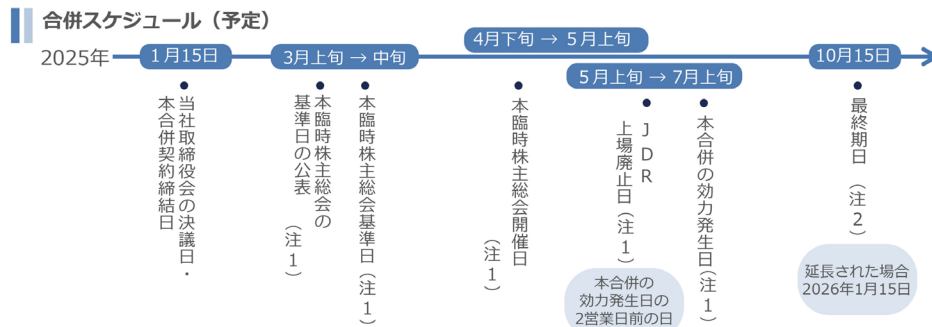 合併スケジュール（予定）
2025年
1月15日
3月上旬 → 中旬
4月下旬 → 5月上旬
5月上旬 → 7月上旬
10月15日
当社取締役会の決議日・
本合併契約締結日
本臨時株主総会の
基準日の公表
（注1）
本臨時株主総会基準日（注1）
本臨時株主総会開催日
（注1）
JDR
上場廃止日（注1）
本合併の
効力発生日の
2営業日前の日
本合併の効力発生日（注1）
最終期日（注2）
延長された場合
2026年1月15日